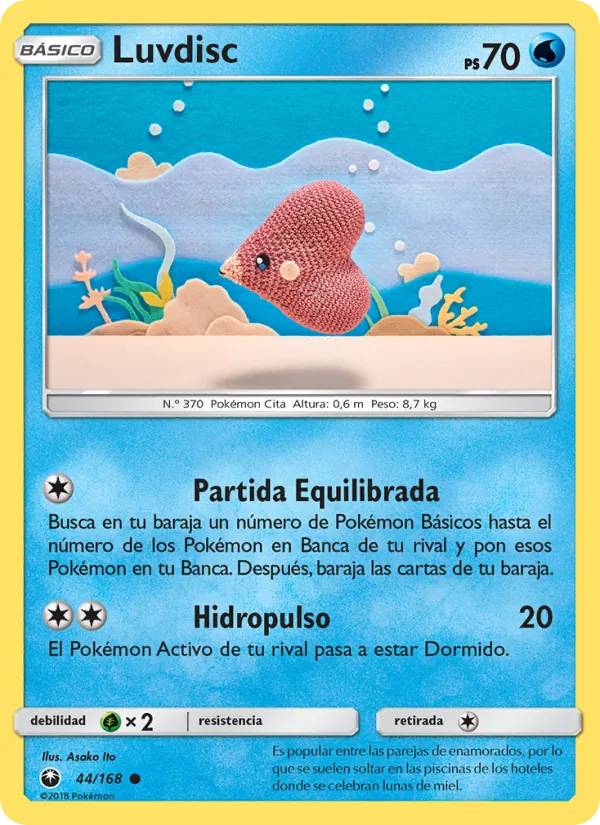 BÁSICO Luvdisc PS70
N.º 370 Pokémon Cita Altura: 0,6 m Peso: 8,7 kg
Partida Equilibrada
Busca en tu baraja un número de Pokémon Básicos hasta el
número de los Pokémon en Banca de tu rival y pon esos
Pokémon en tu Banca. Después, baraja las cartas de tu baraja.
Hidropulso 20
El Pokémon Activo de tu rival pasa a estar Dormido.
debilidad × 2 resistencia retirada
Ilus. Asako Ito
44/168
©2018 Pokémon
Es popular entre las parejas de enamorados, por lo
que se suelen soltar en las piscinas de los hoteles
donde se celebran lunas de miel.